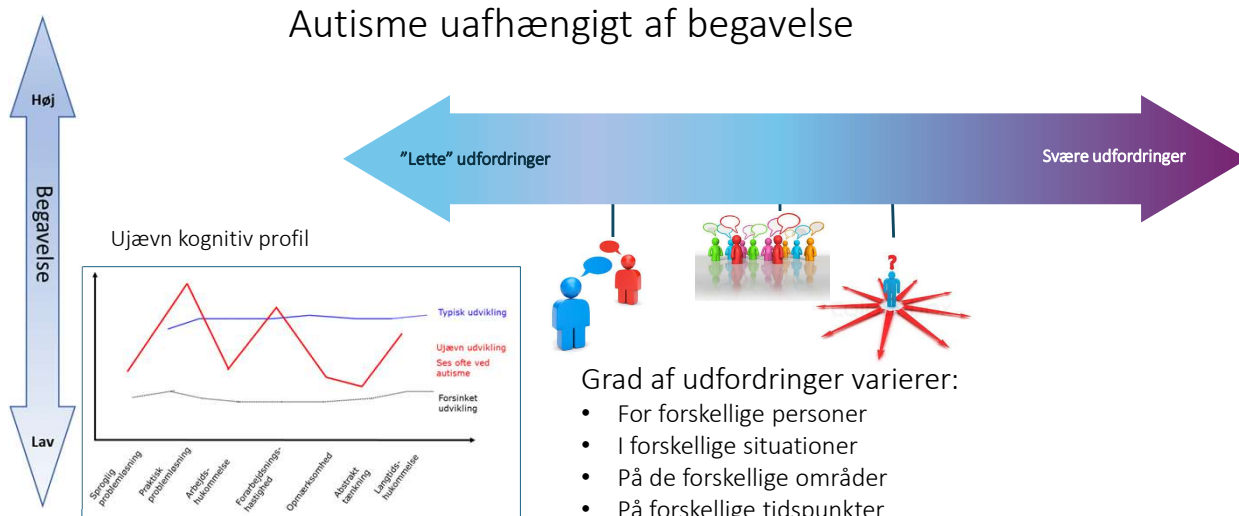 Autisme uafhængigt af begavelse
Høj
Begavelse
Lav
"Lette" udfordringer
Svære udfordringer
?
Ujævn kognitiv profil
Typisk udvikling
Ujævn udvikling
Ses ofte ved
autisme
Forsinket
udvikling
Sproglig
problemløsning
Praktisk
problemløsning
Arbejds-
hukommelse
Forarbejdsnings-
hastighed
Opmærksomhed
Abstrakt
tænkning
Langtids-
hukommelse
Grad af udfordringer varierer:
• For forskellige personer
• I forskellige situationer
• På de forskellige områder
• På forskellige tidspunkter